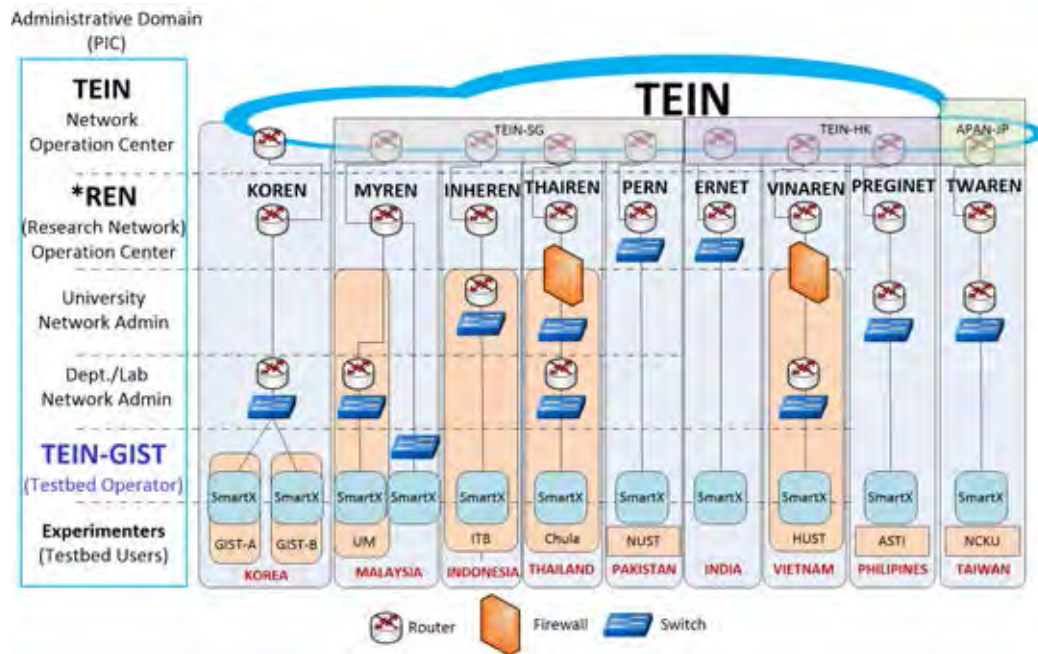 Administrative Domain
(PIC)
TEIN
Network
Operation Center
*REN
(Research Network)
Operation Center
University
Network Admin
Dept./Lab
Network Admin
TEIN-GIST
(Testbed Operator)
Experimenters
(Testbed Users)
TEIN
TEIN-SG
TEIN-HK
APAN-JP
KOREN
MYREN
INHEREN
THAIREN
PERN
ERNET
VINAREN
PREGINET
TWAREN
SmartX
SmartX
SmartX
SmartX
SmartX
SmartX
SmartX
SmartX
SmartX
SmartX
SmartX
GIST-A
GIST-B
UM
ITB
Chula
NUST
HUST
ASTI
NCKU
KOREA
MALAYSIA
INDONESIA
THAILAND
PAKISTAN
INDIA
VIETNAM
PHILIPINES
TAIWAN
Router
Firewall
Switch